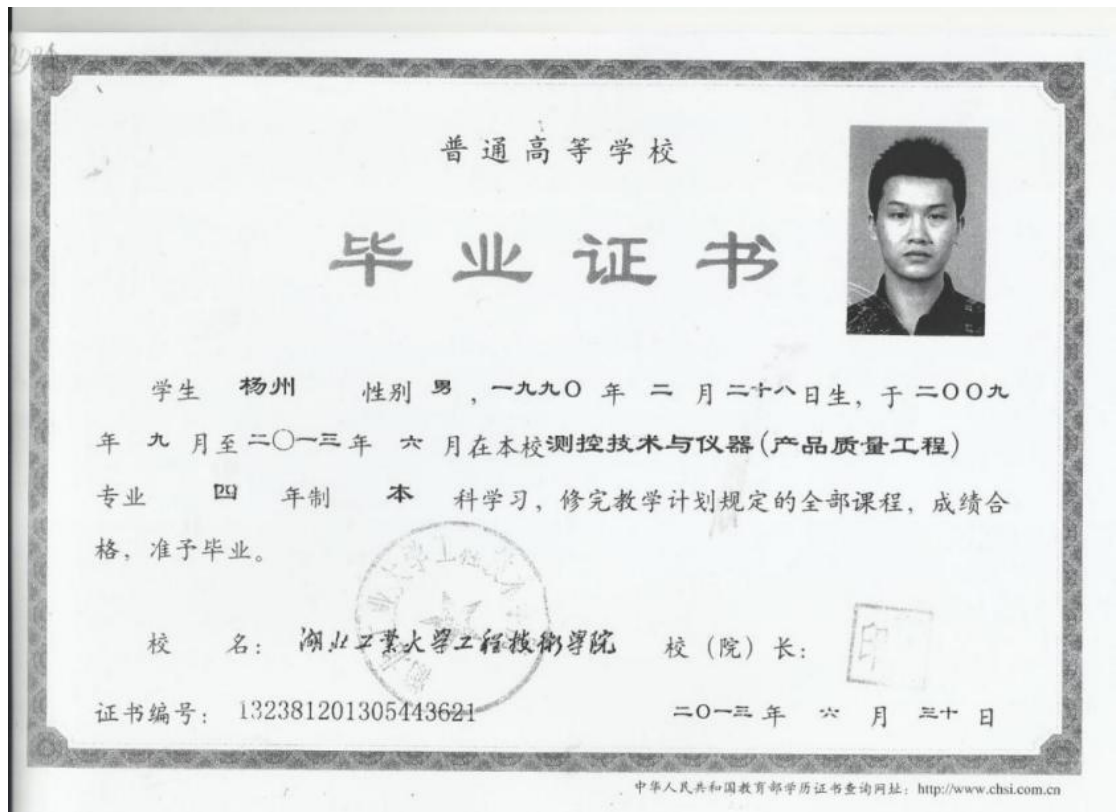 普通高等学校
毕业证书
学生 杨州 性别 男，一九九〇 年 二 月 二十八日生，于 二〇〇九
年 九 月至 二〇一三年 六 月在本校测控技术与仪器(产品质量工程)
专业 四 年制 本 科学习，修完教学计划规定的全部课程，成绩合
格，准予毕业。
校 名： 湖北工业大学工程技術学院 校（院）长：
印
证书编号： 132381201305443621 二〇一三 年 六 月 三十 日
中华人民共和国教育部学历证书查询网址：http://www.chsi.com.cn